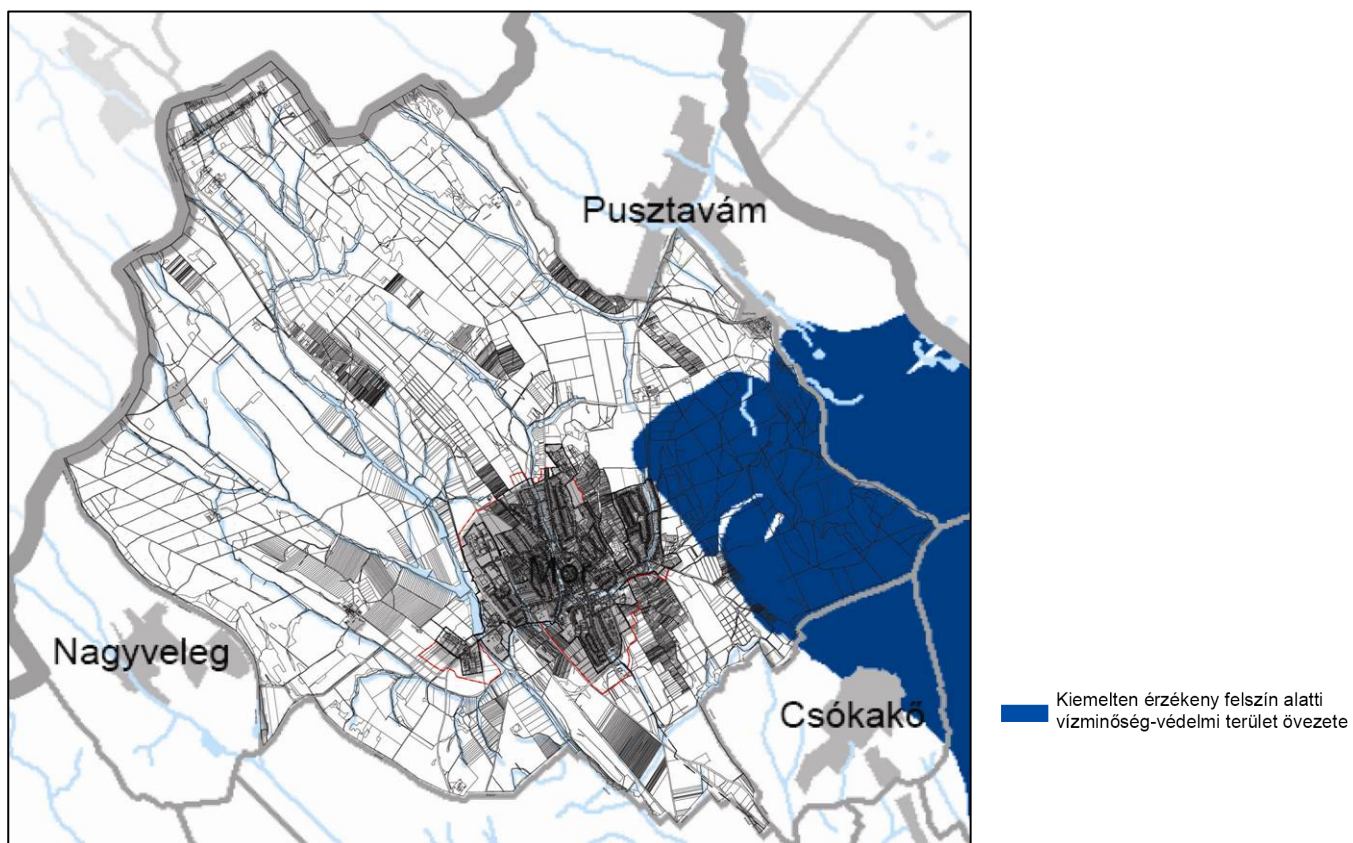 Pusztavám
Mór
Nagyveleg
Csókakő
Kiemelten érzékeny felszín alatti
vízminőség-védelmi terület övezete